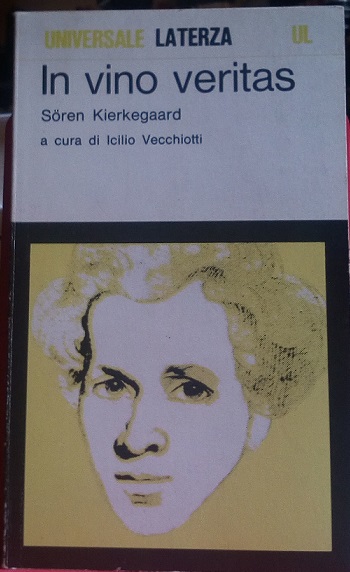 UNIVERSALE LATERZA UL
In vino veritas
Sören Kierkegaard
a cura di Icilio Vecchiotti